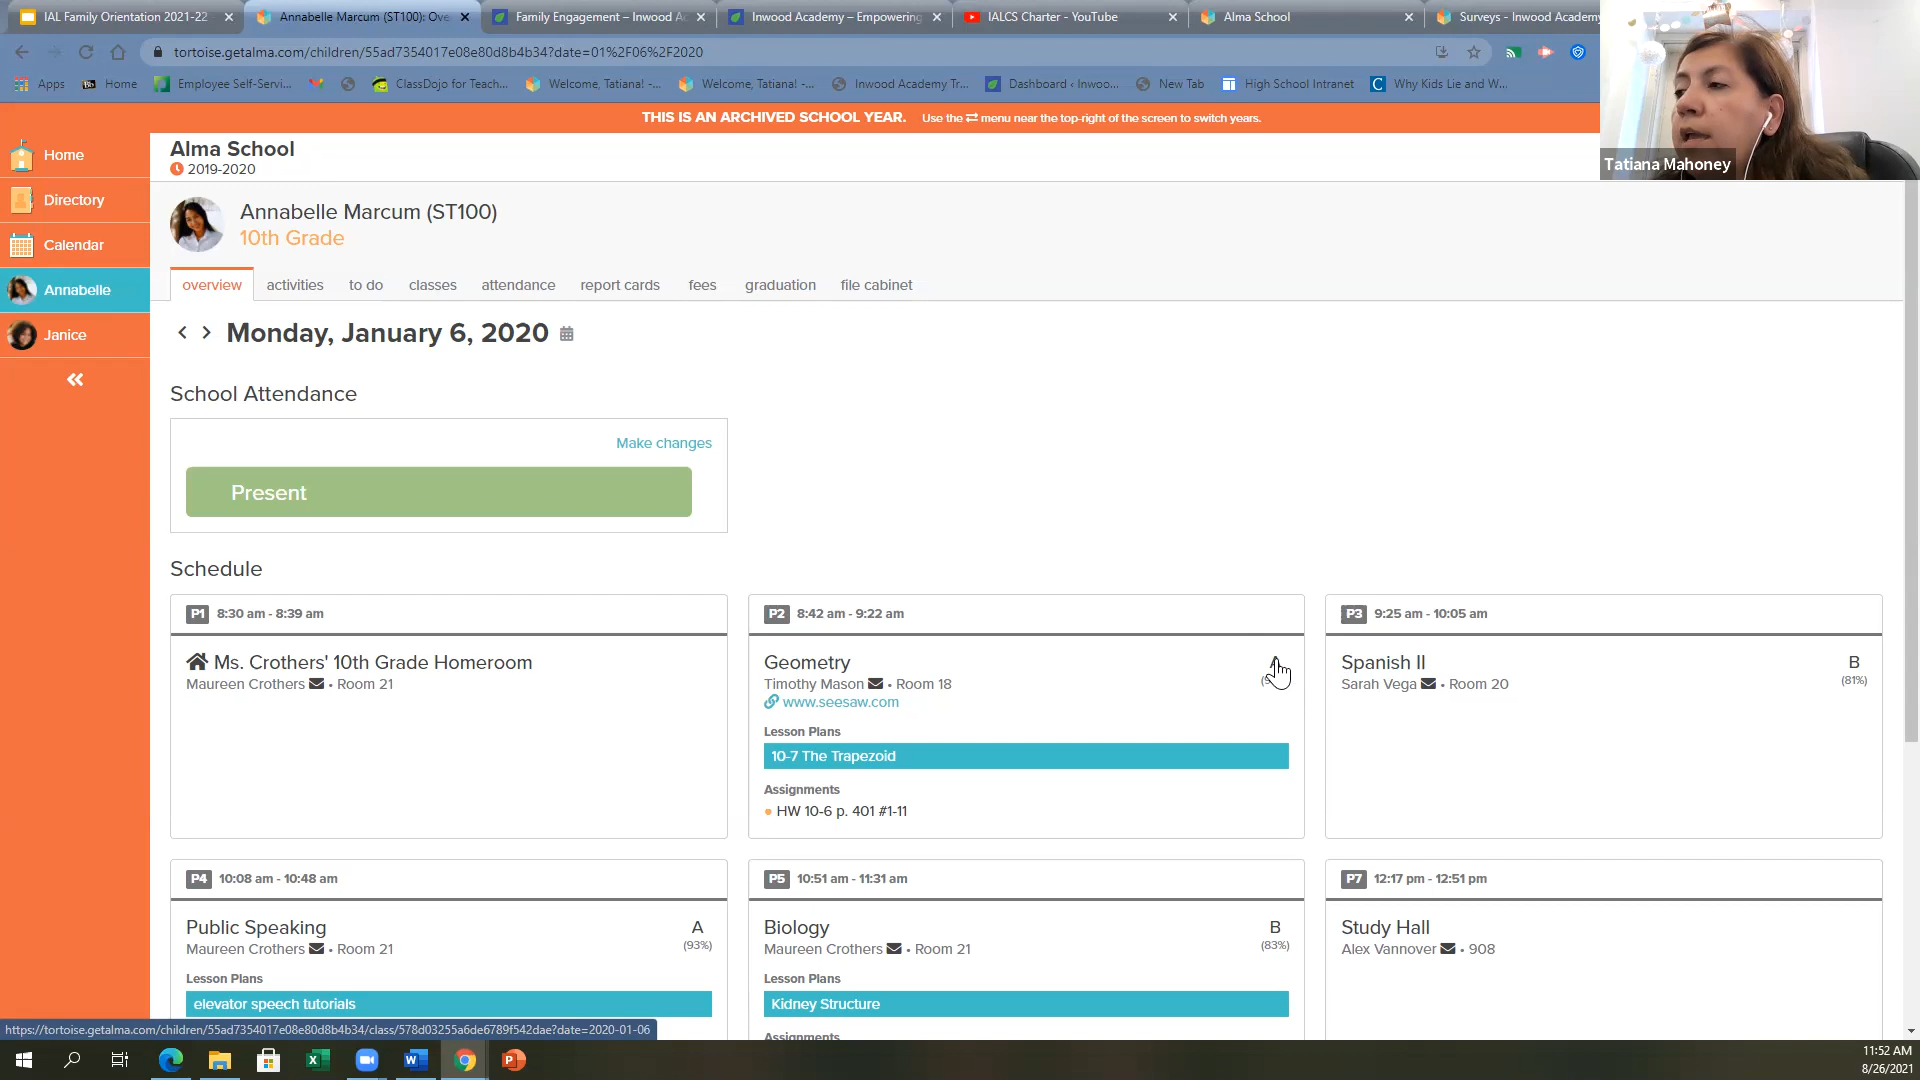 IAL Family Orientation 2021-22
Annabelle Marcum (ST100): Ove
Family Engagement – Inwood A
Inwood Academy – Empowering
IALCS Charter - YouTube
Alma School
Surveys - Inwood Academy
tortoise.getalma.com/children/55ad7354017e08e80d8b4b34?date=01%2F06%2F2020
Apps
Home
Employee Self-Servi...
ClassDojo for Teach...
Welcome, Tatiana! -...
Welcome, Tatiana! -...
Inwood Academy Tr...
Dashboard ‹ Inwoo...
New Tab
High School Intranet
Why Kids Lie and W...
THIS IS AN ARCHIVED SCHOOL YEAR. Use the ⇄ menu near the top-right of the screen to switch years.
Tatiana Mahoney
Home
Directory
Calendar
Annabelle
Janice
Alma School
2019-2020
Annabelle Marcum (ST100)
10th Grade
overview
activities
to do
classes
attendance
report cards
fees
graduation
file cabinet
Monday, January 6, 2020
School Attendance
Make changes
Present
Schedule
P1 8:30 am - 8:39 am
Ms. Crothers' 10th Grade Homeroom
Maureen Crothers • Room 21
P2 8:42 am - 9:22 am
Geometry
Timothy Mason • Room 18
www.seesaw.com
Lesson Plans
10-7 The Trapezoid
Assignments
• HW 10-6 p. 401 #1-11
P3 9:25 am - 10:05 am
Spanish II
B
Sarah Vega • Room 20
(81%)
P4 10:08 am - 10:48 am
Public Speaking
A
Maureen Crothers • Room 21
(93%)
Lesson Plans
elevator speech tutorials
P5 10:51 am - 11:31 am
Biology
B
Maureen Crothers • Room 21
(83%)
Lesson Plans
Kidney Structure
Assignments
P7 12:17 pm - 12:51 pm
Study Hall
Alex Vannover • 908
https://tortoise.getalma.com/children/55ad7354017e08e80d8b4b34/class/578d03255a6de6789f542dae?date=2020-01-06
11:52 AM
8/26/2021